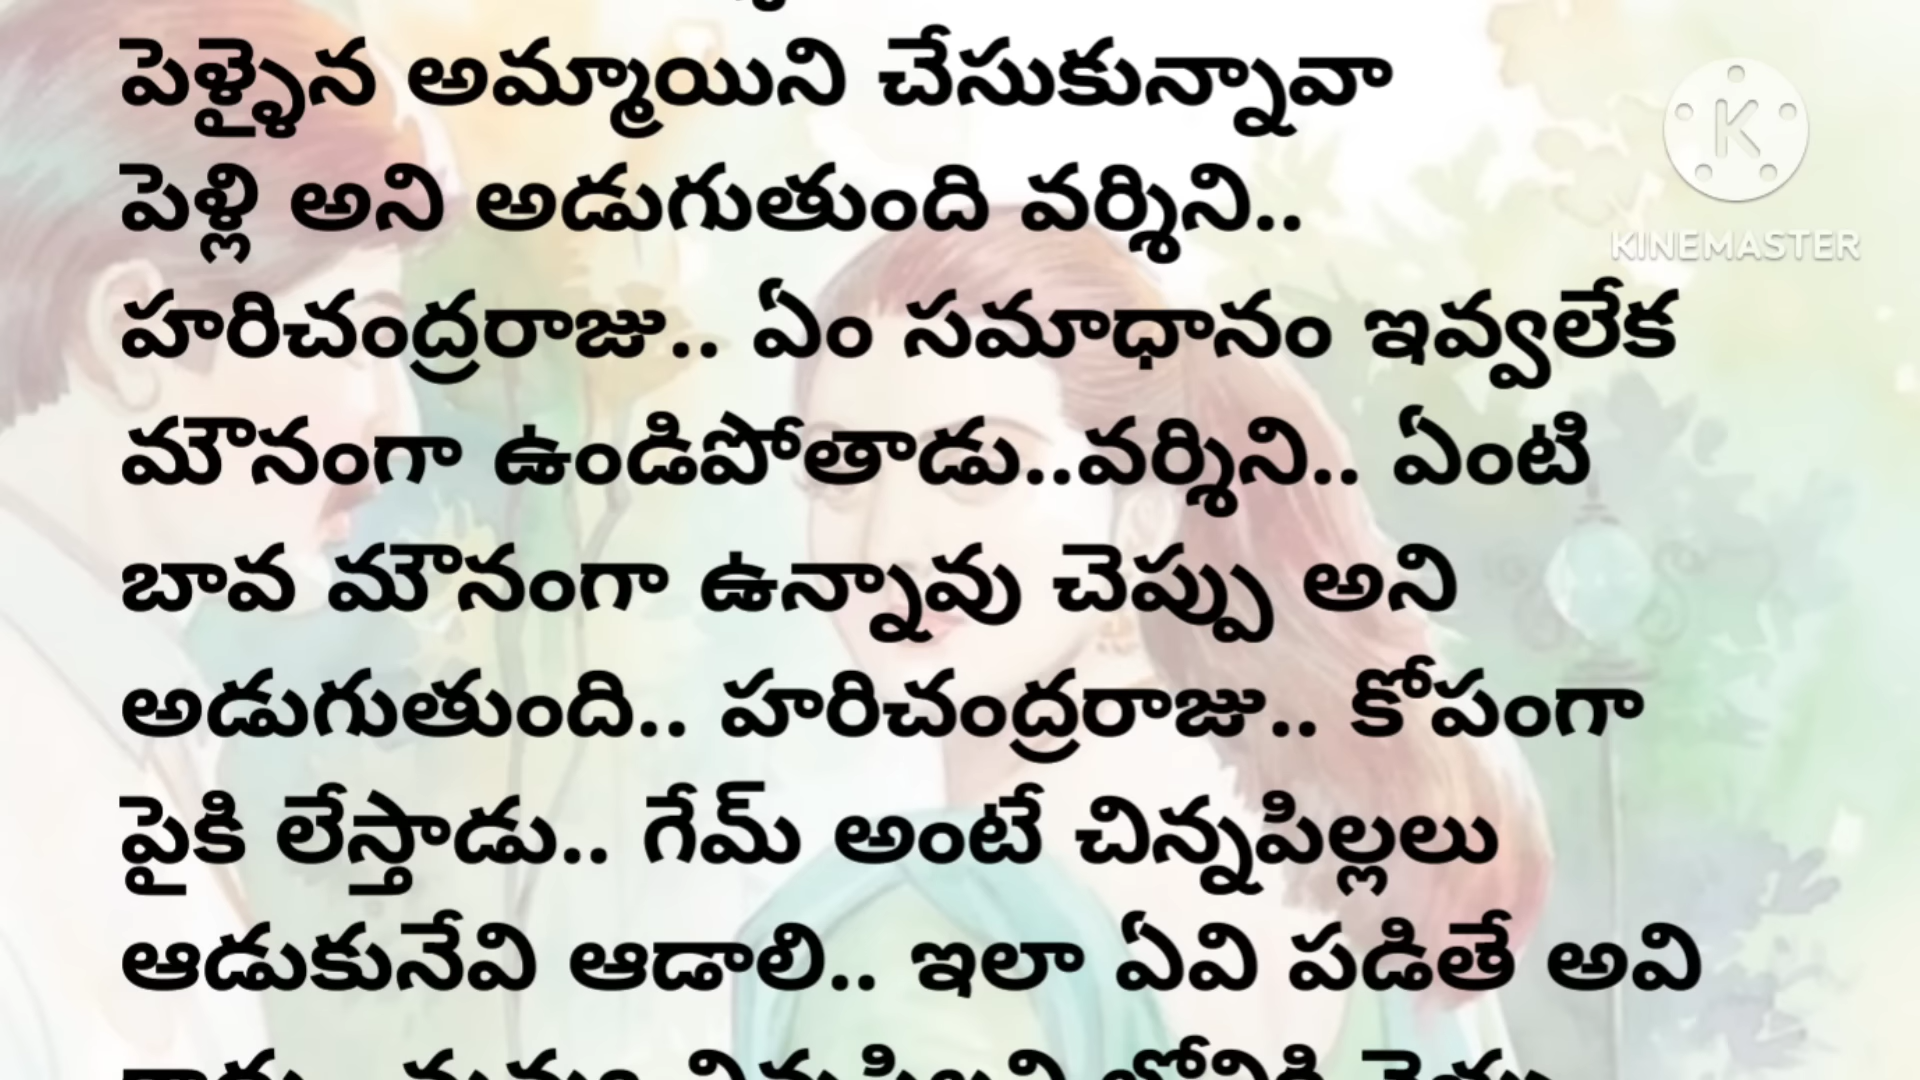 పెళ్ళైన అమ్మాయిని చేసుకున్నావా
పెళ్లి అని అడుగుతుంది వర్శిని..
హరిచంద్రరాజు.. ఏం సమాధానం ఇవ్వలేక
మౌనంగా ఉండిపోతాడు..వర్శిని.. ఏంటి
బావ మౌనంగా ఉన్నావు చెప్పు అని
అడుగుతుంది.. హరిచంద్రరాజు.. కోపంగా
పైకి లేస్తాడు.. గేమ్ అంటే చిన్నపిల్లలు
ఆడుకునేవి ఆడాలి.. ఇలా ఏవి పడితే అవి
K
KINEMASTER